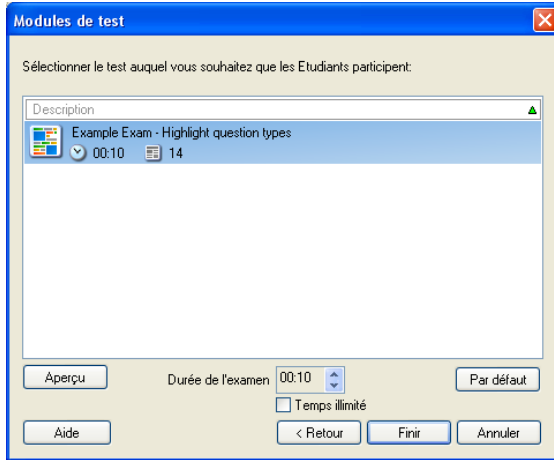 Modules de test
Sélectionner le test auquel vous souhaitez que les Etudiants participent:
Description
Example Exam - Highlight question types
00:10 14
Aperçu Durée de l'examen 00:10 Par défaut
Temps illimité
Aide < Retour Finir Annuler